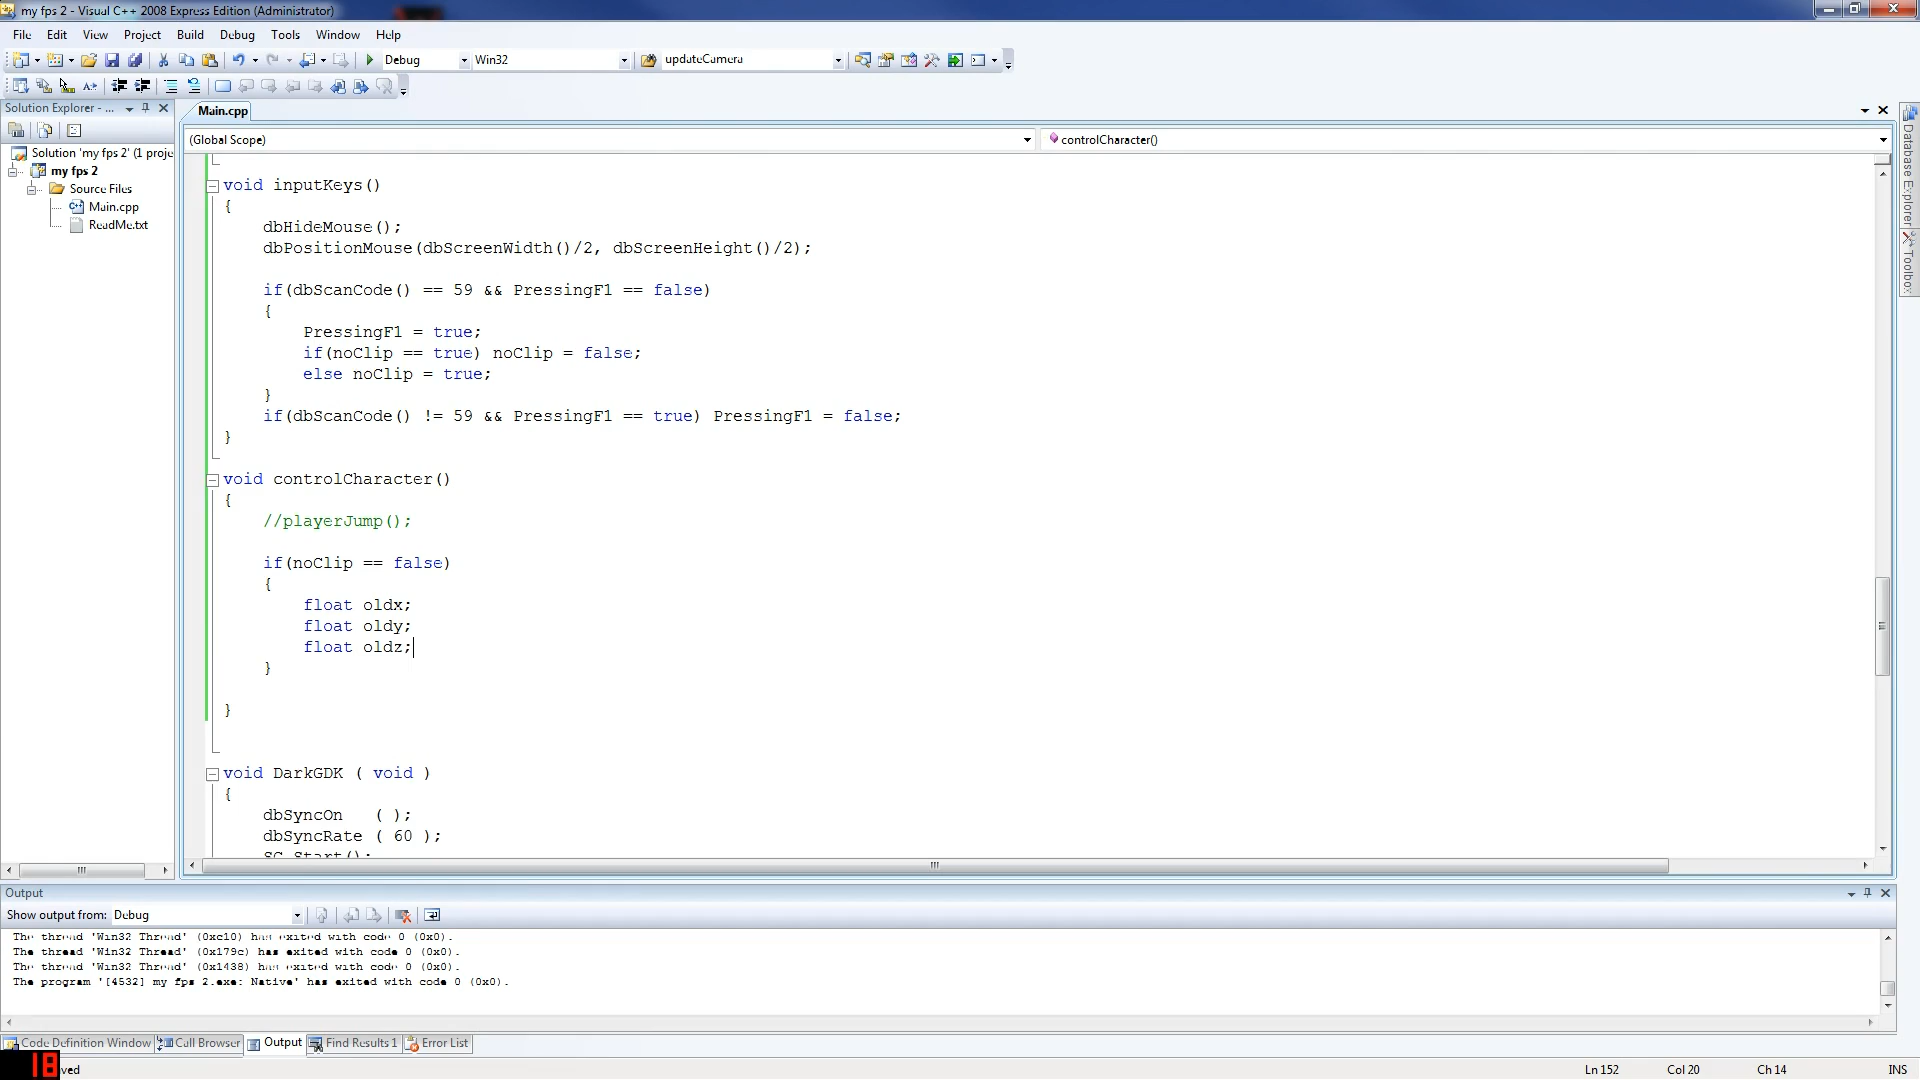 my fps 2 - Visual C++ 2008 Express Edition (Administrator)
File Edit View Project Build Debug Tools Window Help
Debug Win32 updateCamera
Solution Explorer - ...
Main.cpp
(Global Scope) controlCharacter()
Solution 'my fps 2' (1 proje
my fps 2
Source Files
Main.cpp
ReadMe.txt
Database Explorer
Toolbox
void inputKeys()
{
dbHideMouse();
dbPositionMouse(dbScreenWidth()/2, dbScreenHeight()/2);
if(dbScanCode() == 59 && PressingF1 == false)
{
PressingF1 = true;
if(noClip == true) noClip = false;
else noClip = true;
}
if(dbScanCode() != 59 && PressingF1 == true) PressingF1 = false;
}
void controlCharacter()
{
//playerJump();
if(noClip == false)
{
float oldx;
float oldy;
float oldz;
}
}
void DarkGDK ( void )
{
dbSyncOn ( );
dbSyncRate ( 60 );
SC_Start();
Output
Show output from: Debug
The thread 'Win32 Thread' (0xc10) has exited with code 0 (0x0).
The thread 'Win32 Thread' (0x179c) has exited with code 0 (0x0).
The thread 'Win32 Thread' (0x1438) has exited with code 0 (0x0).
The program '[4532] my fps 2.exe: Native' has exited with code 0 (0x0).
Code Definition Window Call Browser Output Find Results 1 Error List
18 ved Ln 152 Col 20 Ch 14 INS